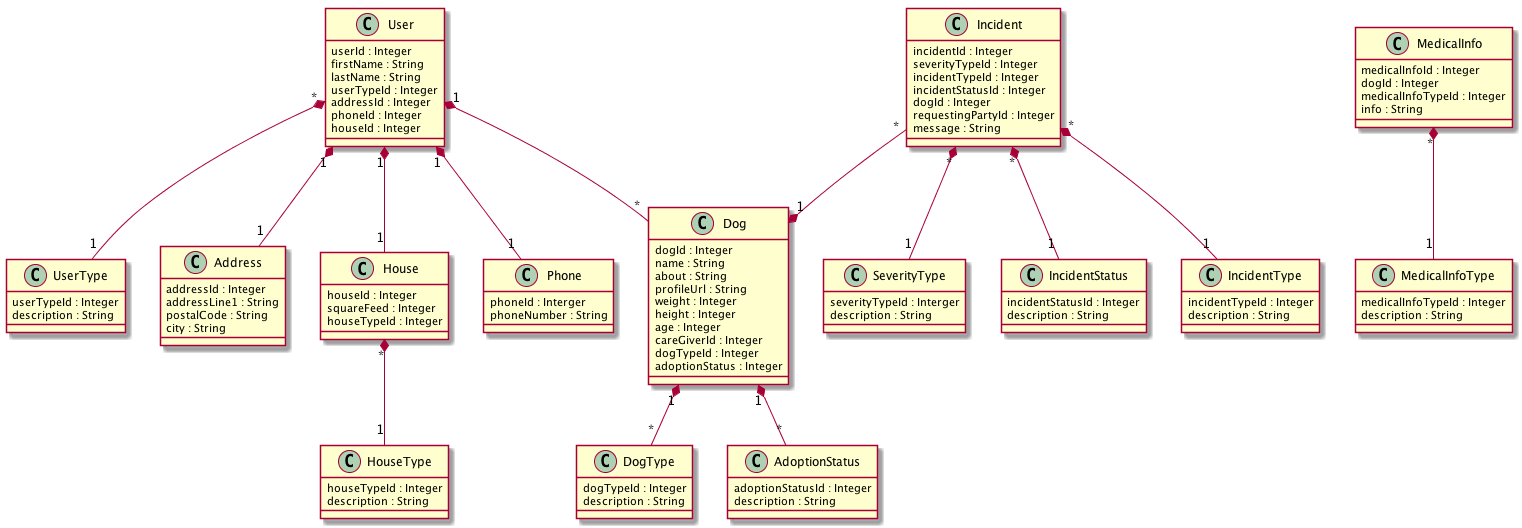 C User
userId : Integer
firstName : String
lastName : String
userTypeId : Integer
addressId : Integer
phoneId : Integer
houseId : Integer
C Incident
incidentId : Integer
severityTypeId : Integer
incidentTypeId : Integer
incidentStatusId : Integer
dogId : Integer
requestingPartyId : Integer
message : String
C MedicalInfo
medicalInfoId : Integer
dogId : Integer
medicalInfoTypeId : Integer
info : String
* 1 * *
1 1 1 * * *
* 1
1 1 1 1 1 1 1 1
C UserType
userTypeId : Integer
description : String
C Address
addressId : Integer
addressLine1 : String
postalCode : String
city : String
C House
houseId : Integer
squareFeed : Integer
houseTypeId : Integer
C Phone
phoneId : Interger
phoneNumber : String
C Dog
dogId : Integer
name : String
about : String
profileUrl : String
weight : Integer
height : Integer
age : Integer
careGiverId : Integer
dogTypeId : Integer
adoptionStatus : Integer
C SeverityType
severityTypeId : Interger
description : String
C IncidentStatus
incidentStatusId : Integer
description : String
C IncidentType
incidentTypeId : Integer
description : String
C MedicalInfoType
medicalInfoTypeId : Integer
description : String
* 1 1
1 * *
C HouseType
houseTypeId : Integer
description : String
C DogType
dogTypeId : Integer
description : String
C AdoptionStatus
adoptionStatusId : Integer
description : String